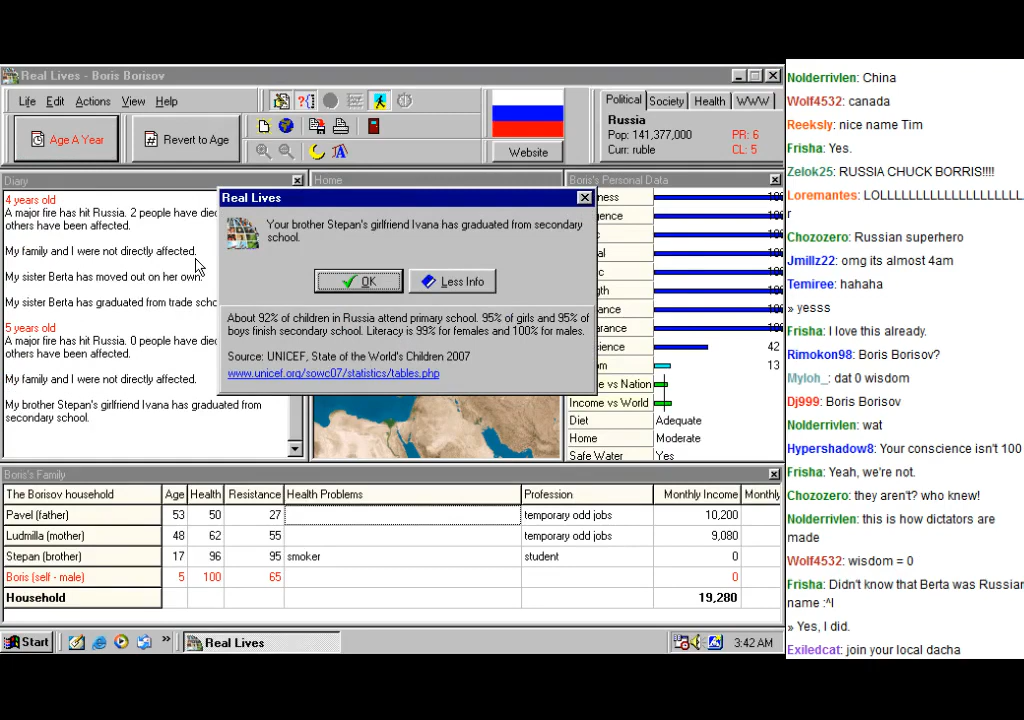 Real Lives - Boris Borisov
Life Edit Actions View Help
Age A Year
Revert to Age
Website
Political Society Health WWW
Russia
Pop: 141,377,000 PR: 6
Curr: ruble CL: 5
Diary
4 years old
A major fire has hit Russia. 2 people have died
others have been affected.
My family and I were not directly affected.
My sister Berta has moved out on her own.
My sister Berta has graduated from trade
5 years old
A major fire has hit Russia. 0 people have died
others have been affected.
My family and I were not directly affected.
My brother Stepan's girlfriend Ivana has graduated from
secondary school.
Home
Real Lives
Your brother Stepan's girlfriend Ivana has graduated from secondary
school.
OK
Less Info
About 92% of children in Russia attend primary school. 95% of girls and 95% of
boys finish secondary school. Literacy is 99% for females and 100% for males.
Source: UNICEF, State of the World's Children 2007
www.unicef.org/sowc07/statistics/tables.php
Boris's Personal Data
42
13
e vs Nation
Income vs World
Diet Adequate
Home Moderate
Safe Water Yes
Boris's Family
The Borisov household Age Health Resistance Health Problems Profession Monthly Income Monthly
Pavel (father) 53 50 27 temporary odd jobs 10,200
Ludmilla (mother) 48 62 55 temporary odd jobs 9,080
Stepan (brother) 17 96 95 smoker student 0
Boris (self - male) 5 100 65 0
Household 19,280
Start
»
Real Lives
3:42 AM
Nolderrivlen: China
Wolf4532: canada
Reeksly: nice name Tim
Frisha: Yes.
Zelok25: RUSSIA CHUCK BORRIS!!!!
Loremantes: LOLLLLLLLLLLLLLLLLLLLL
r
Chozozero: Russian superhero
Jmillz22: omg its almost 4am
Temiree: hahaha
» yesss
Frisha: I love this already.
Rimokon98: Boris Borisov?
Myloh_: dat 0 wisdom
Dj999: Boris Borisov
Nolderrivlen: wat
Hypershadow8: Your conscience isn't 100
Frisha: Yeah, we're not.
Chozozero: they aren't? who knew!
Nolderrivlen: this is how dictators are
made
Wolf4532: wisdom = 0
Frisha: Didn't know that Berta was Russian
name :^I
» Yes, I did.
Exiledcat: join your local dacha